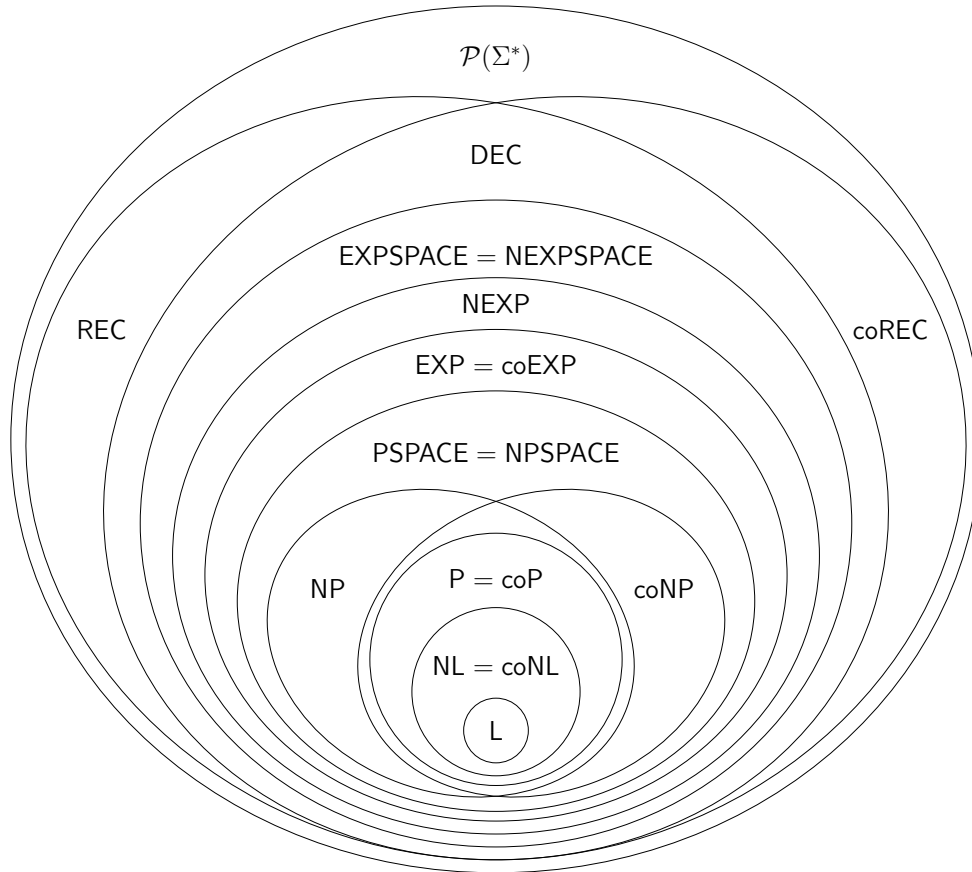 𝒫(Σ*)
DEC
EXPSPACE = NEXPSPACE
NEXP
REC
coREC
EXP = coEXP
PSPACE = NPSPACE
NP
P = coP
coNP
NL = coNL
L